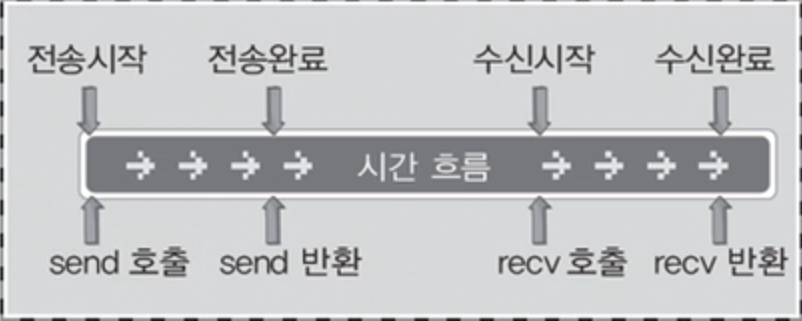 전송시작 전송완료 수신시작 수신완료
시간 흐름
send 호출 send 반환 recv 호출 recv 반환